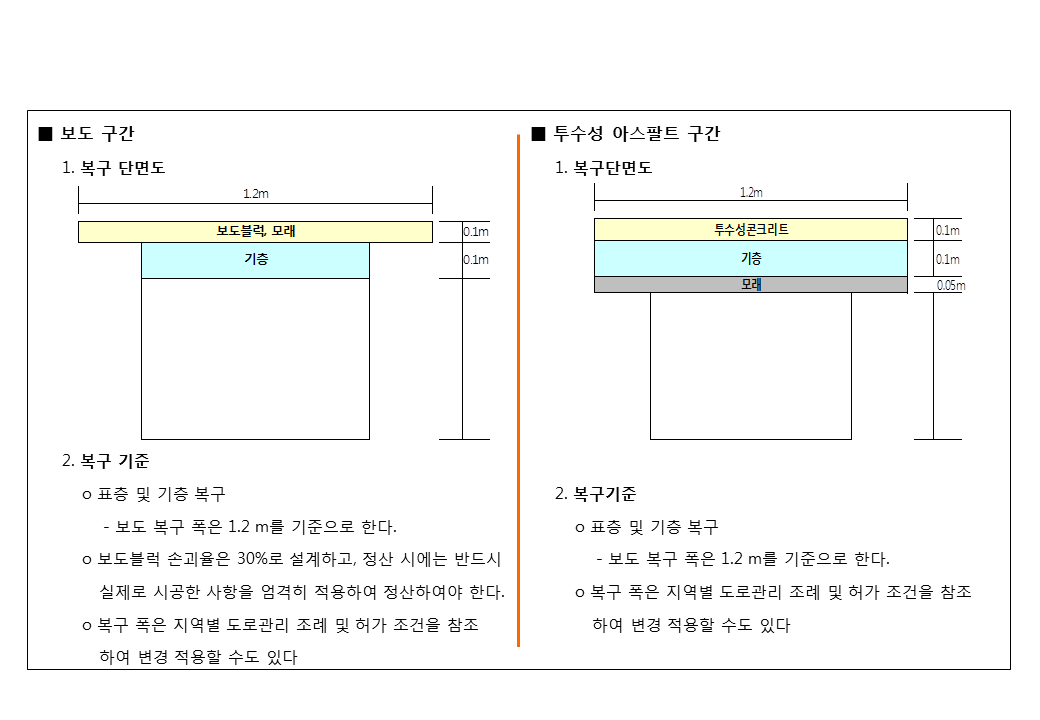 ■ 보도 구간
1. 복구 단면도
1.2m
보도블럭, 모래
0.1m
기층
0.1m
2. 복구 기준
o 표층 및 기층 복구
- 보도 복구 폭은 1.2 m를 기준으로 한다.
o 보도블럭 손괴율은 30%로 설계하고, 정산 시에는 반드시
실제로 시공한 사항을 엄격히 적용하여 정산하여야 한다.
o 복구 폭은 지역별 도로관리 조례 및 허가 조건을 참조
하여 변경 적용할 수도 있다
■ 투수성 아스팔트 구간
1. 복구단면도
1.2m
투수성콘크리트
0.1m
기층
0.1m
모래
0.05m
2. 복구기준
o 표층 및 기층 복구
- 보도 복구 폭은 1.2 m를 기준으로 한다.
o 복구 폭은 지역별 도로관리 조례 및 허가 조건을 참조
하여 변경 적용할 수도 있다